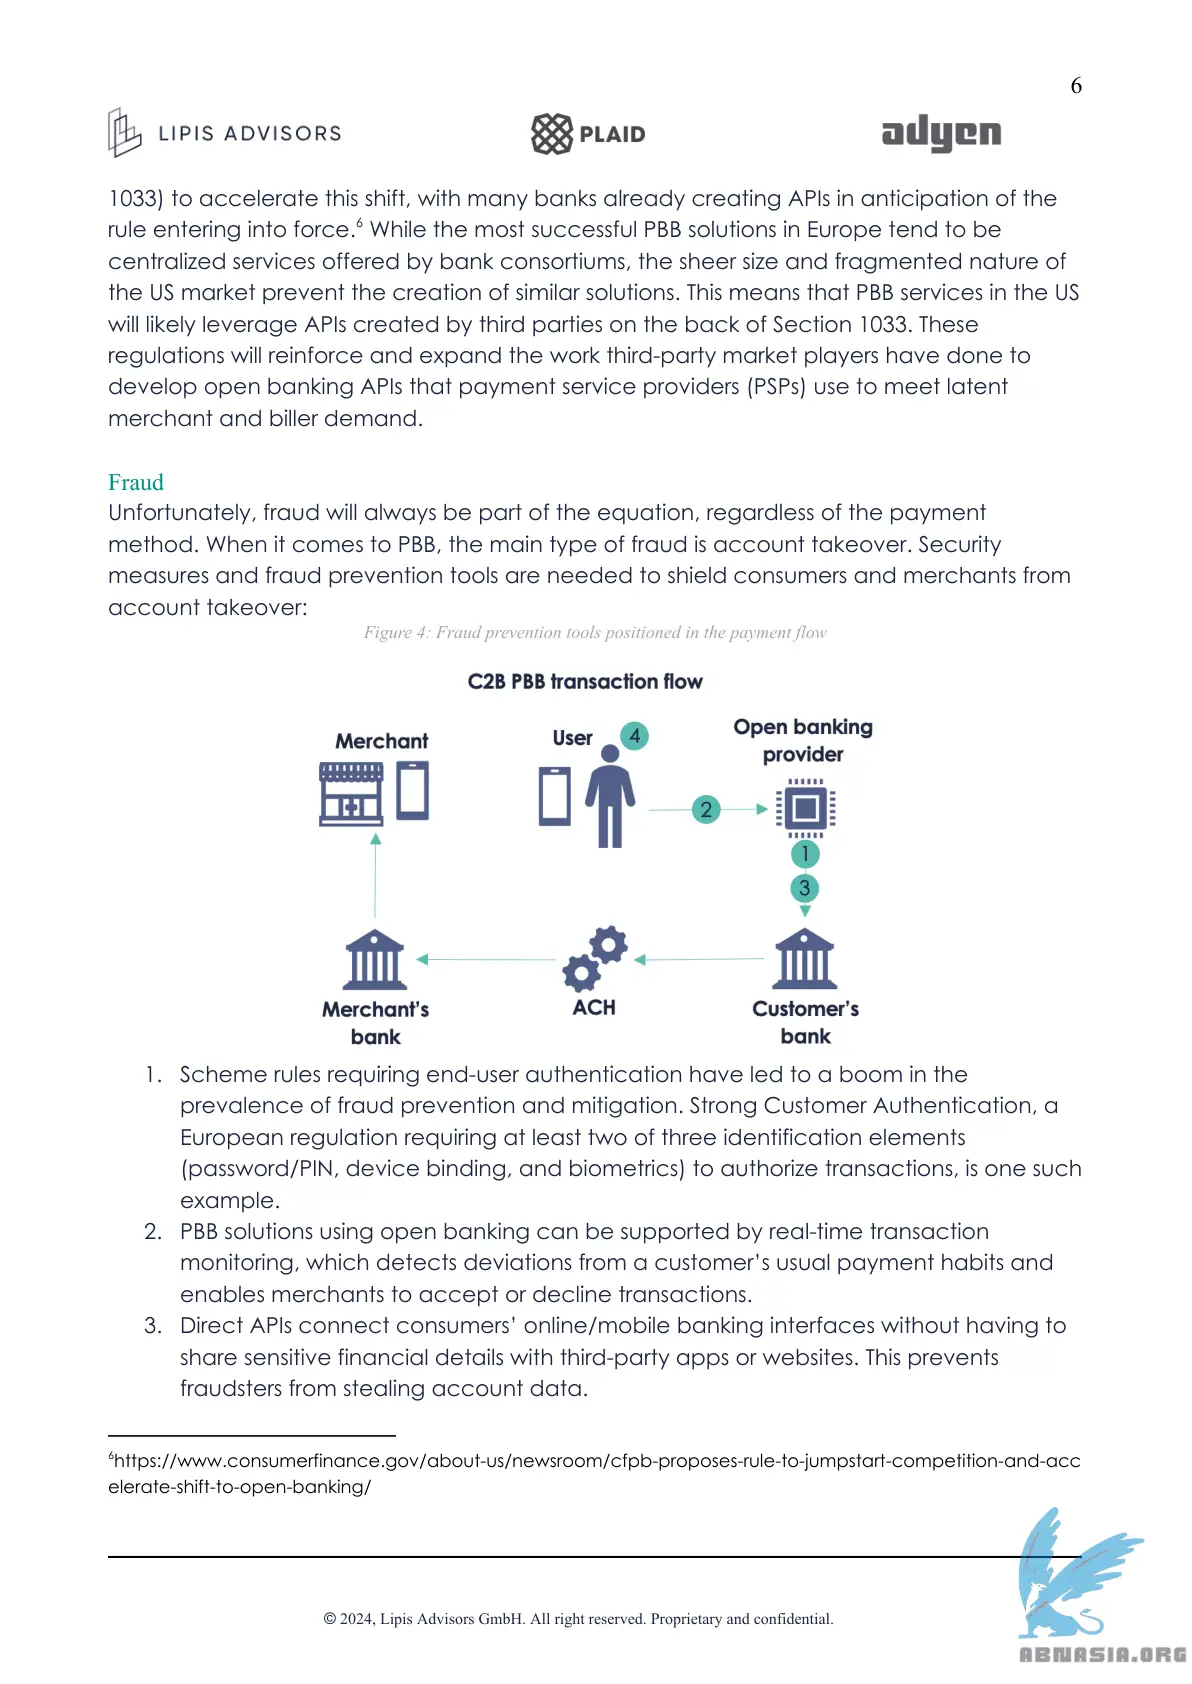 6
LIPIS ADVISORS
PLAID
adyen
1033) to accelerate this shift, with many banks already creating APIs in anticipation of the
rule entering into force.6 While the most successful PBB solutions in Europe tend to be
centralized services offered by bank consortiums, the sheer size and fragmented nature of
the US market prevent the creation of similar solutions. This means that PBB services in the US
will likely leverage APIs created by third parties on the back of Section 1033. These
regulations will reinforce and expand the work third-party market players have done to
develop open banking APIs that payment service providers (PSPs) use to meet latent
merchant and biller demand.
Fraud
Unfortunately, fraud will always be part of the equation, regardless of the payment
method. When it comes to PBB, the main type of fraud is account takeover. Security
measures and fraud prevention tools are needed to shield consumers and merchants from
account takeover:
Figure 4: Fraud prevention tools positioned in the payment flow
C2B PBB transaction flow
Merchant
User
4
Open banking
provider
2
1
3
Merchant's
bank
ACH
Customer's
bank
1. Scheme rules requiring end-user authentication have led to a boom in the
prevalence of fraud prevention and mitigation. Strong Customer Authentication, a
European regulation requiring at least two of three identification elements
(password/PIN, device binding, and biometrics) to authorize transactions, is one such
example.
2. PBB solutions using open banking can be supported by real-time transaction
monitoring, which detects deviations from a customer's usual payment habits and
enables merchants to accept or decline transactions.
3. Direct APIs connect consumers' online/mobile banking interfaces without having to
share sensitive financial details with third-party apps or websites. This prevents
fraudsters from stealing account data.
6https://www.consumerfinance.gov/about-us/newsroom/cfpb-proposes-rule-to-jumpstart-competition-and-acc
elerate-shift-to-open-banking/
© 2024, Lipis Advisors GmbH. All right reserved. Proprietary and confidential.
ABNASIA.ORG